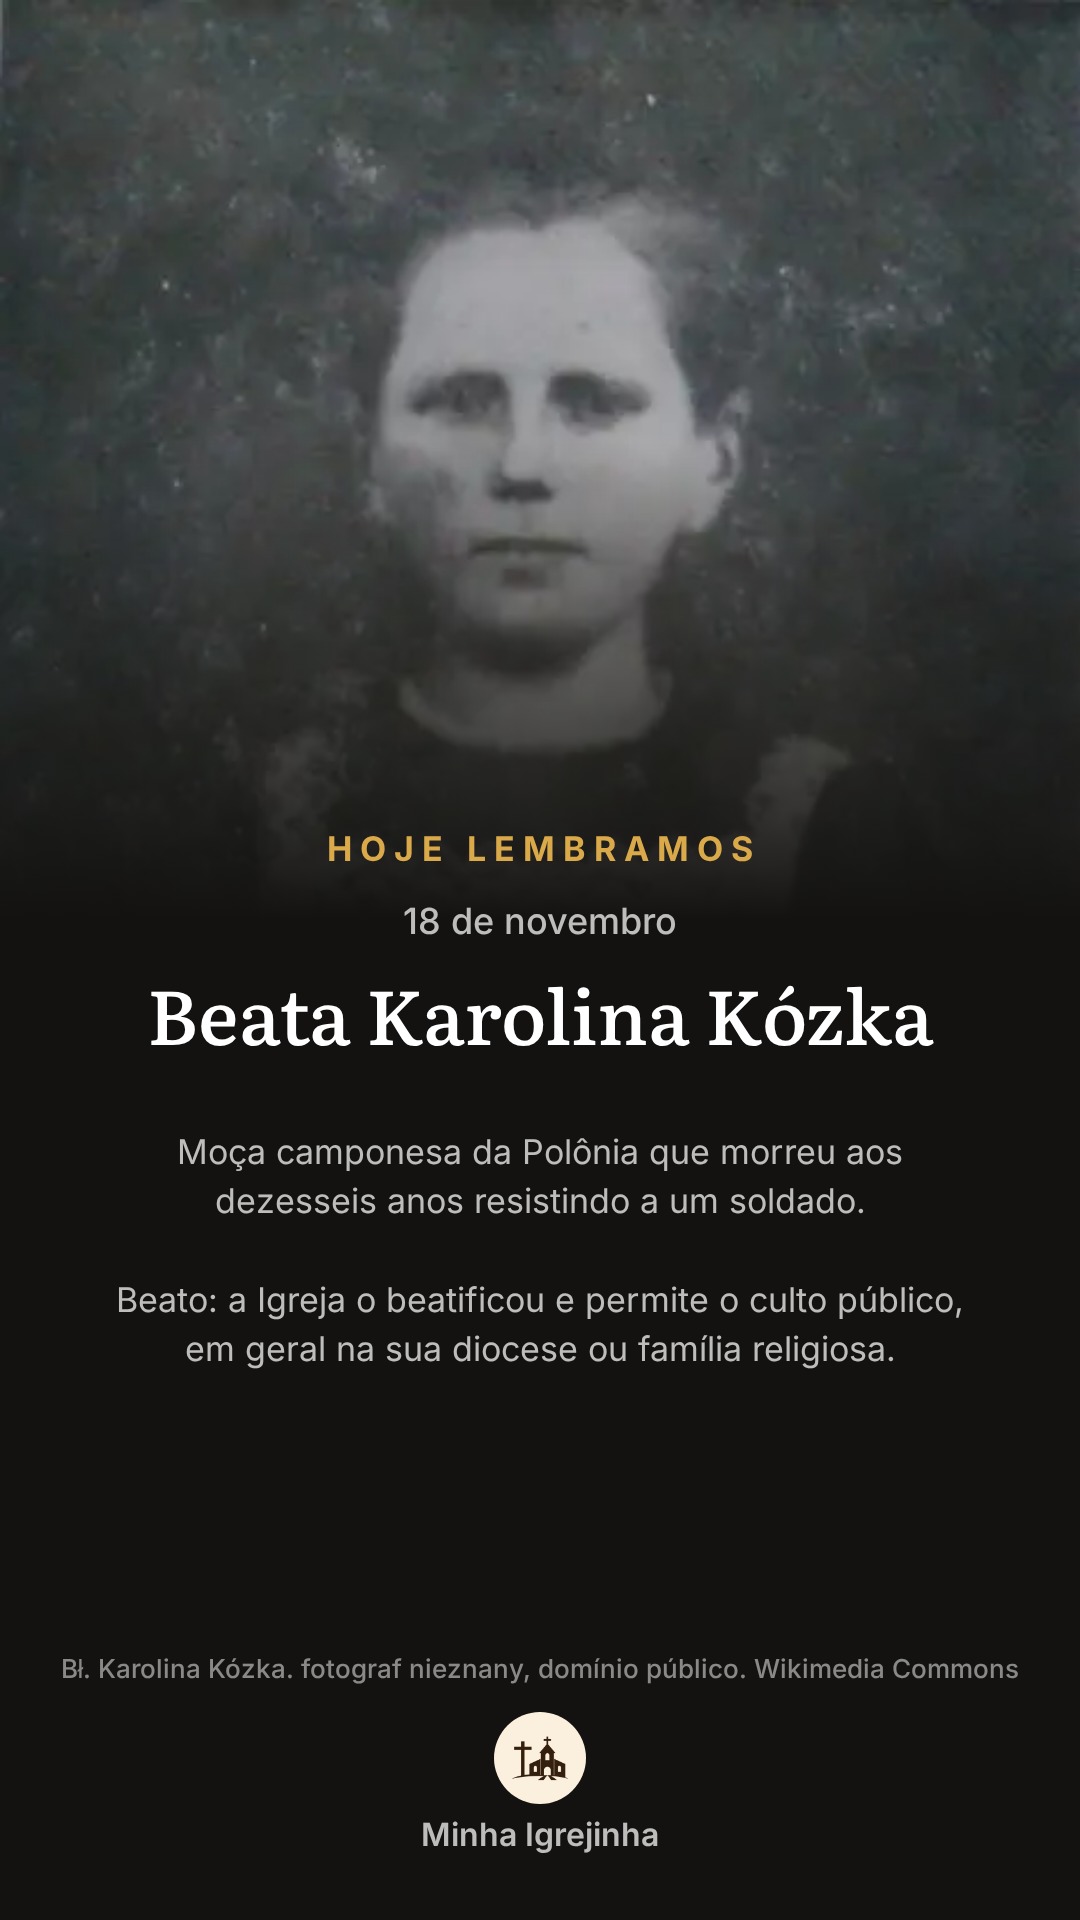 HOJE LEMBRAMOS
18 de novembro
Beata Karolina Kózka
Moça camponesa da Polônia que morreu aos
dezesseis anos resistindo a um soldado.
Beato: a Igreja o beatificou e permite o culto público,
em geral na sua diocese ou família religiosa.
Bł. Karolina Kózka. fotograf nieznany, domínio público. Wikimedia Commons
Minha Igrejinha